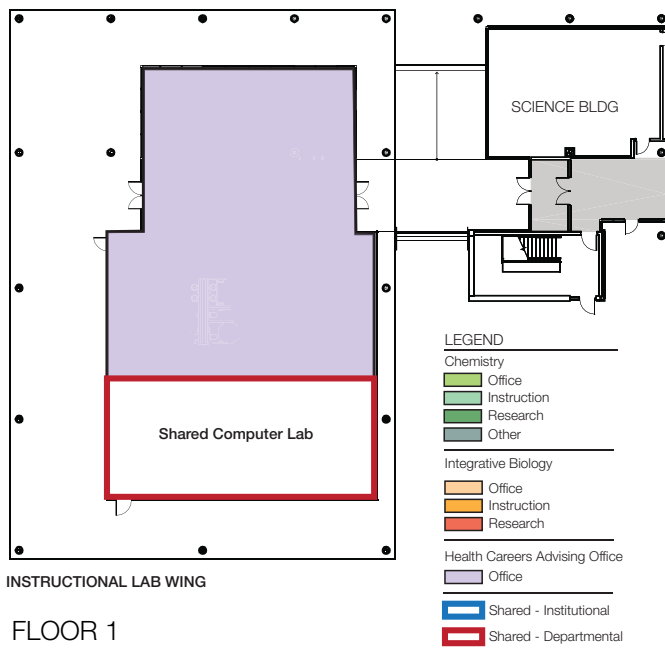 SCIENCE BLDG
Shared Computer Lab
LEGEND
Chemistry
Office
Instruction
Research
Other
Integrative Biology
Office
Instruction
Research
Health Careers Advising Office
Office
Shared - Institutional
Shared - Departmental
INSTRUCTIONAL LAB WING
FLOOR 1